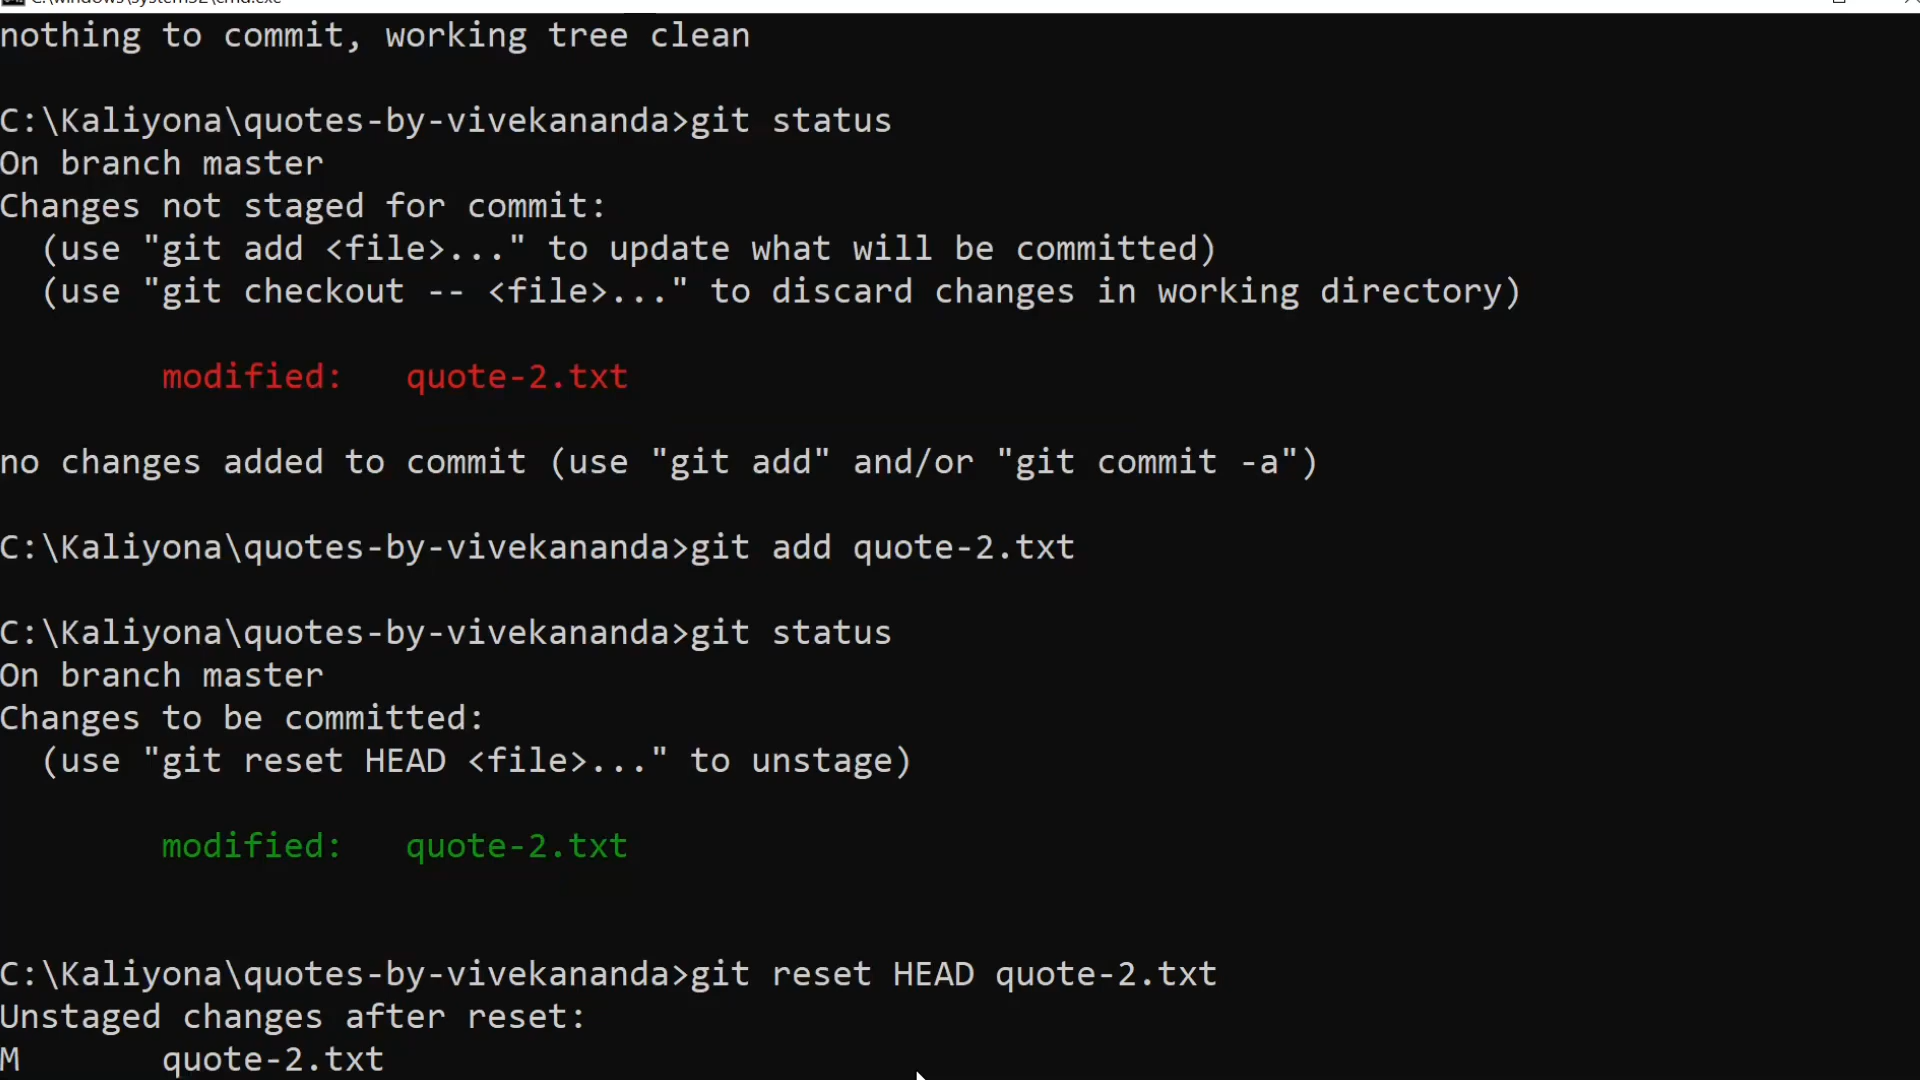 C:\windows\system32\cmd.exe
nothing to commit, working tree clean
C:\Kaliyona\quotes-by-vivekananda>git status
On branch master
Changes not staged for commit:
(use "git add <file>..." to update what will be committed)
(use "git checkout -- <file>..." to discard changes in working directory)
modified: quote-2.txt
no changes added to commit (use "git add" and/or "git commit -a")
C:\Kaliyona\quotes-by-vivekananda>git add quote-2.txt
C:\Kaliyona\quotes-by-vivekananda>git status
On branch master
Changes to be committed:
(use "git reset HEAD <file>..." to unstage)
modified: quote-2.txt
C:\Kaliyona\quotes-by-vivekananda>git reset HEAD quote-2.txt
Unstaged changes after reset:
M quote-2.txt